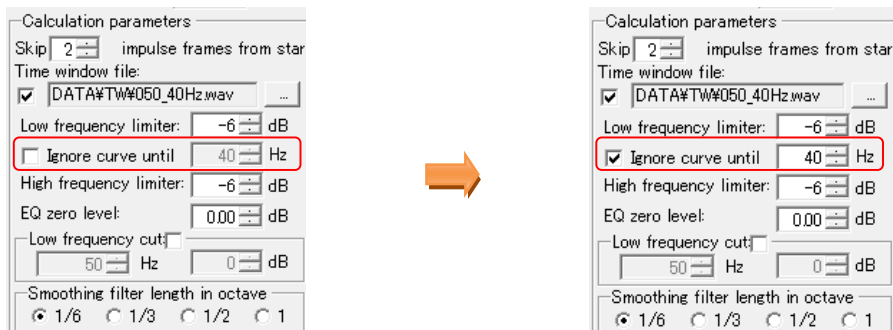 Calculation parameters
Skip 2 impulse frames from star
Time window file:
DATA¥TW¥050_40Hz.wav ...
Low frequency limiter: -6 dB
Ignore curve until 40 Hz
High frequency limiter: -6 dB
EQ zero level: 0.00 dB
Low frequency cut:
50 Hz 0 dB
Smoothing filter length in octave
1/6 1/3 1/2 1
Calculation parameters
Skip 2 impulse frames from star
Time window file:
DATA¥TW¥050_40Hz.wav ...
Low frequency limiter: -6 dB
Ignore curve until 40 Hz
High frequency limiter: -6 dB
EQ zero level: 0.00 dB
Low frequency cut:
50 Hz 0 dB
Smoothing filter length in octave
1/6 1/3 1/2 1